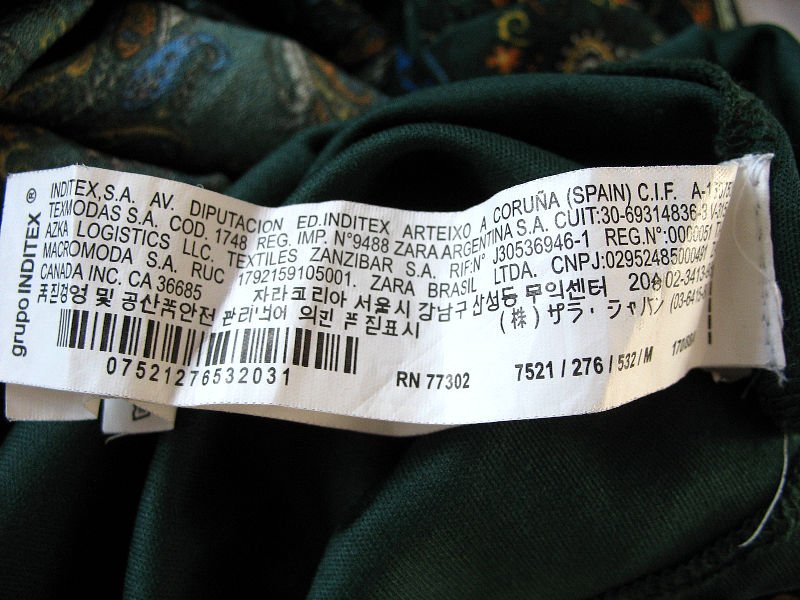 grupo INDITEX ®
INDITEX,S.A. AV. DIPUTACION ED.INDITEX ARTEIXO A CORUÑA (SPAIN) C.I.F.
TEXMODAS S.A. COD. 1748 REG. IMP. N°9488 ZARA ARGENTINA S.A. CUIT:30-69314836-3
AZKA LOGISTICS LLC. TEXTILES ZANZIBAR S.A. RIF.N° J30536946-1 REG.N°:0000051
MACROMODA S.A. RUC 1792159105001. ZARA BRASIL LTDA. CNPJ:02952485000491
CANADA INC. CA 36685 자라코리아 서울시 강남구 삼성동 무역센터
품질경영 및 공산품안전 관리법에 의한 품질표시 (株) ザラ・ジャパン
07521276532031
RN 77302
7521 / 276 / 532 / M